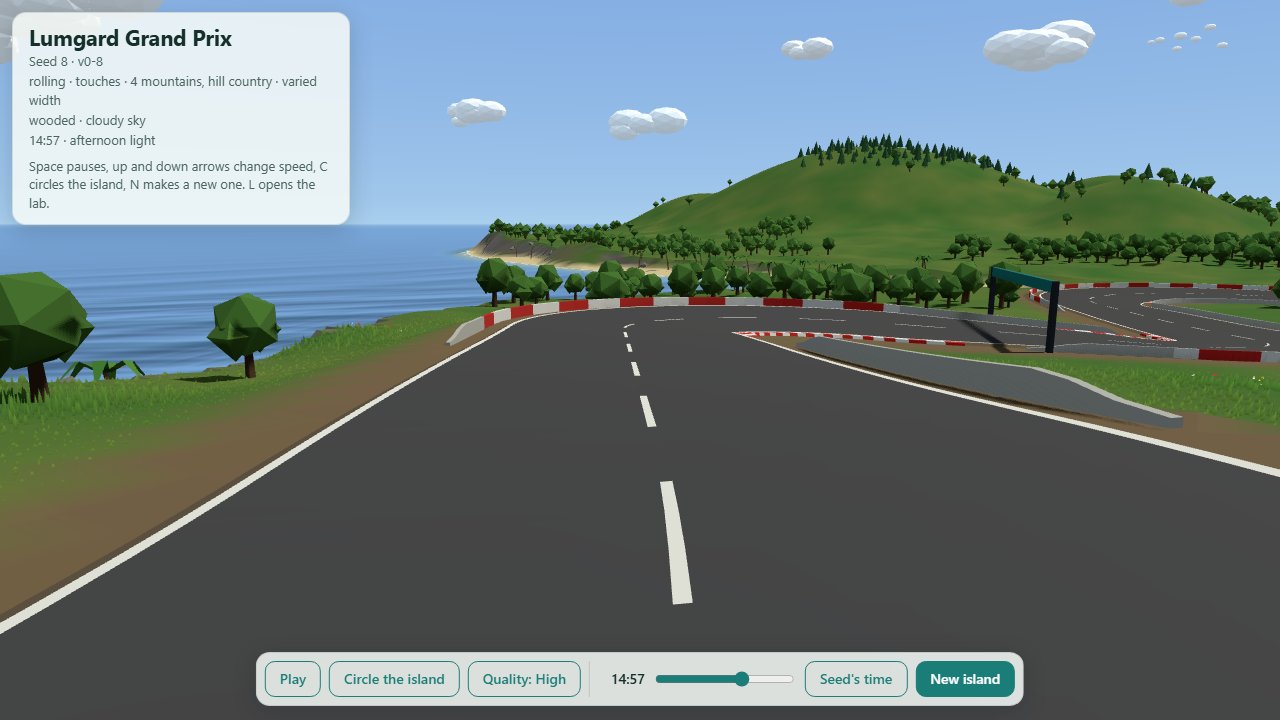 Lumgard Grand Prix
Seed 8 · v0-8
rolling · touches · 4 mountains, hill country · varied
width
wooded · cloudy sky
14:57 · afternoon light
Space pauses, up and down arrows change speed, C
circles the island, N makes a new one. L opens the
lab.
Play
Circle the island
Quality: High
14:57
Seed's time
New island